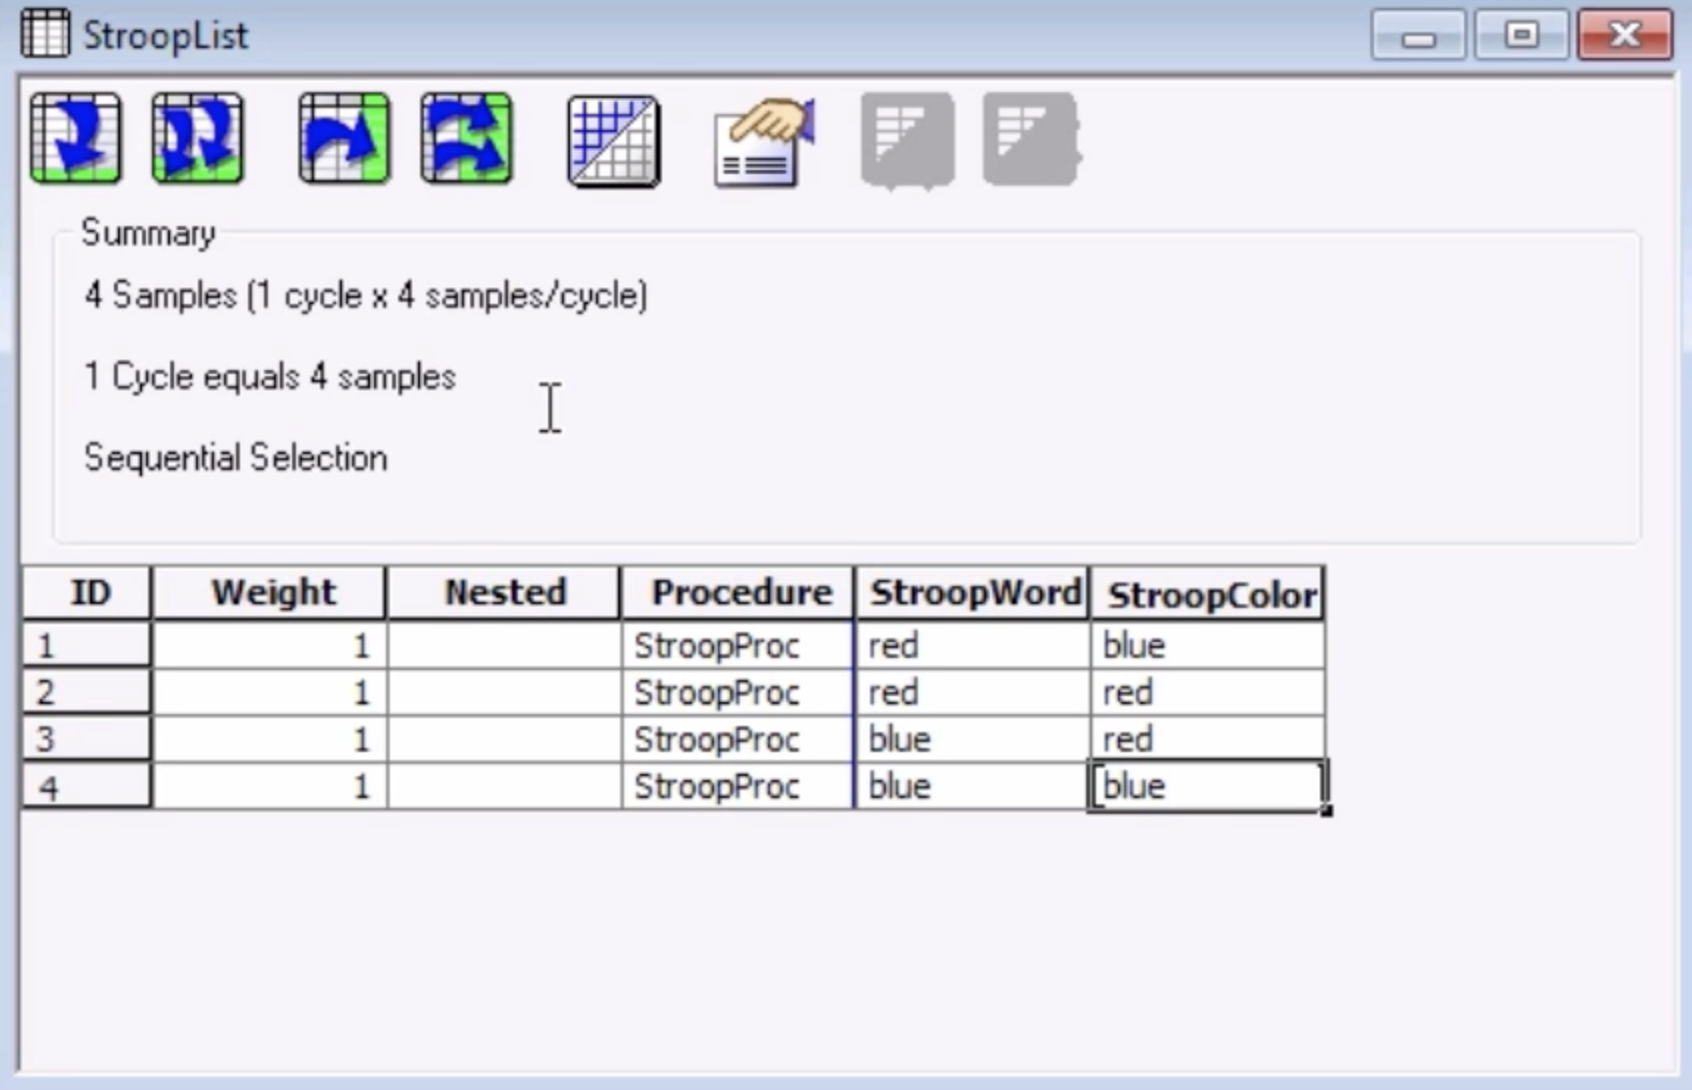 StroopList
Summary
4 Samples (1 cycle x 4 samples/cycle)
1 Cycle equals 4 samples
Sequential Selection
ID Weight Nested Procedure StroopWord StroopColor
1 1 StroopProc red blue
2 1 StroopProc red red
3 1 StroopProc blue red
4 1 StroopProc blue blue